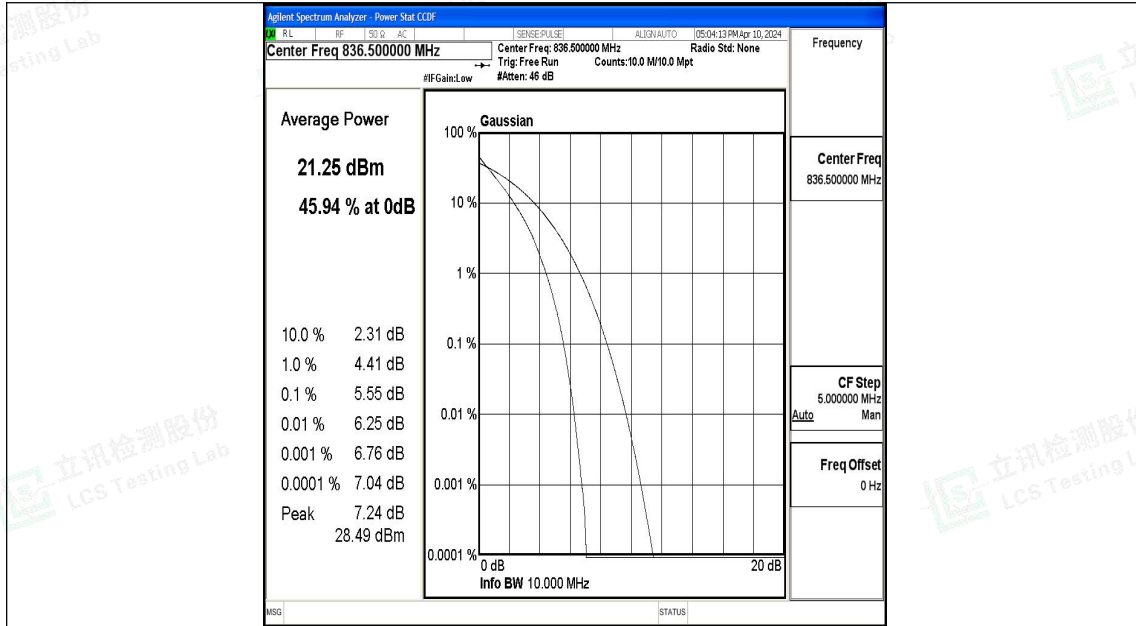 Agilent Spectrum Analyzer - Power Stat CCDF
RL RF 50 Ω AC SENSE:PULSE ALIGN AUTO 05:04:13 PM Apr 10, 2024
Center Freq 836.500000 MHz
Center Freq: 836.500000 MHz Radio Std: None
Trig: Free Run Counts:10.0 M/10.0 Mpt
#IFGain:Low #Atten: 46 dB
Frequency
Average Power
21.25 dBm
45.94 % at 0dB
10.0 % 2.31 dB
1.0 % 4.41 dB
0.1 % 5.55 dB
0.01 % 6.25 dB
0.001 % 6.76 dB
0.0001 % 7.04 dB
Peak 7.24 dB
28.49 dBm
Gaussian
100 %
10 %
1 %
0.1 %
0.01 %
0.001 %
0.0001 %
0 dB 20 dB
Info BW 10.000 MHz
Center Freq
836.500000 MHz
CF Step
5.000000 MHz
Auto Man
Freq Offset
0 Hz
MSG STATUS
立讯检测股份
LCS Testing Lab
立讯检测股份
LCS Testing L